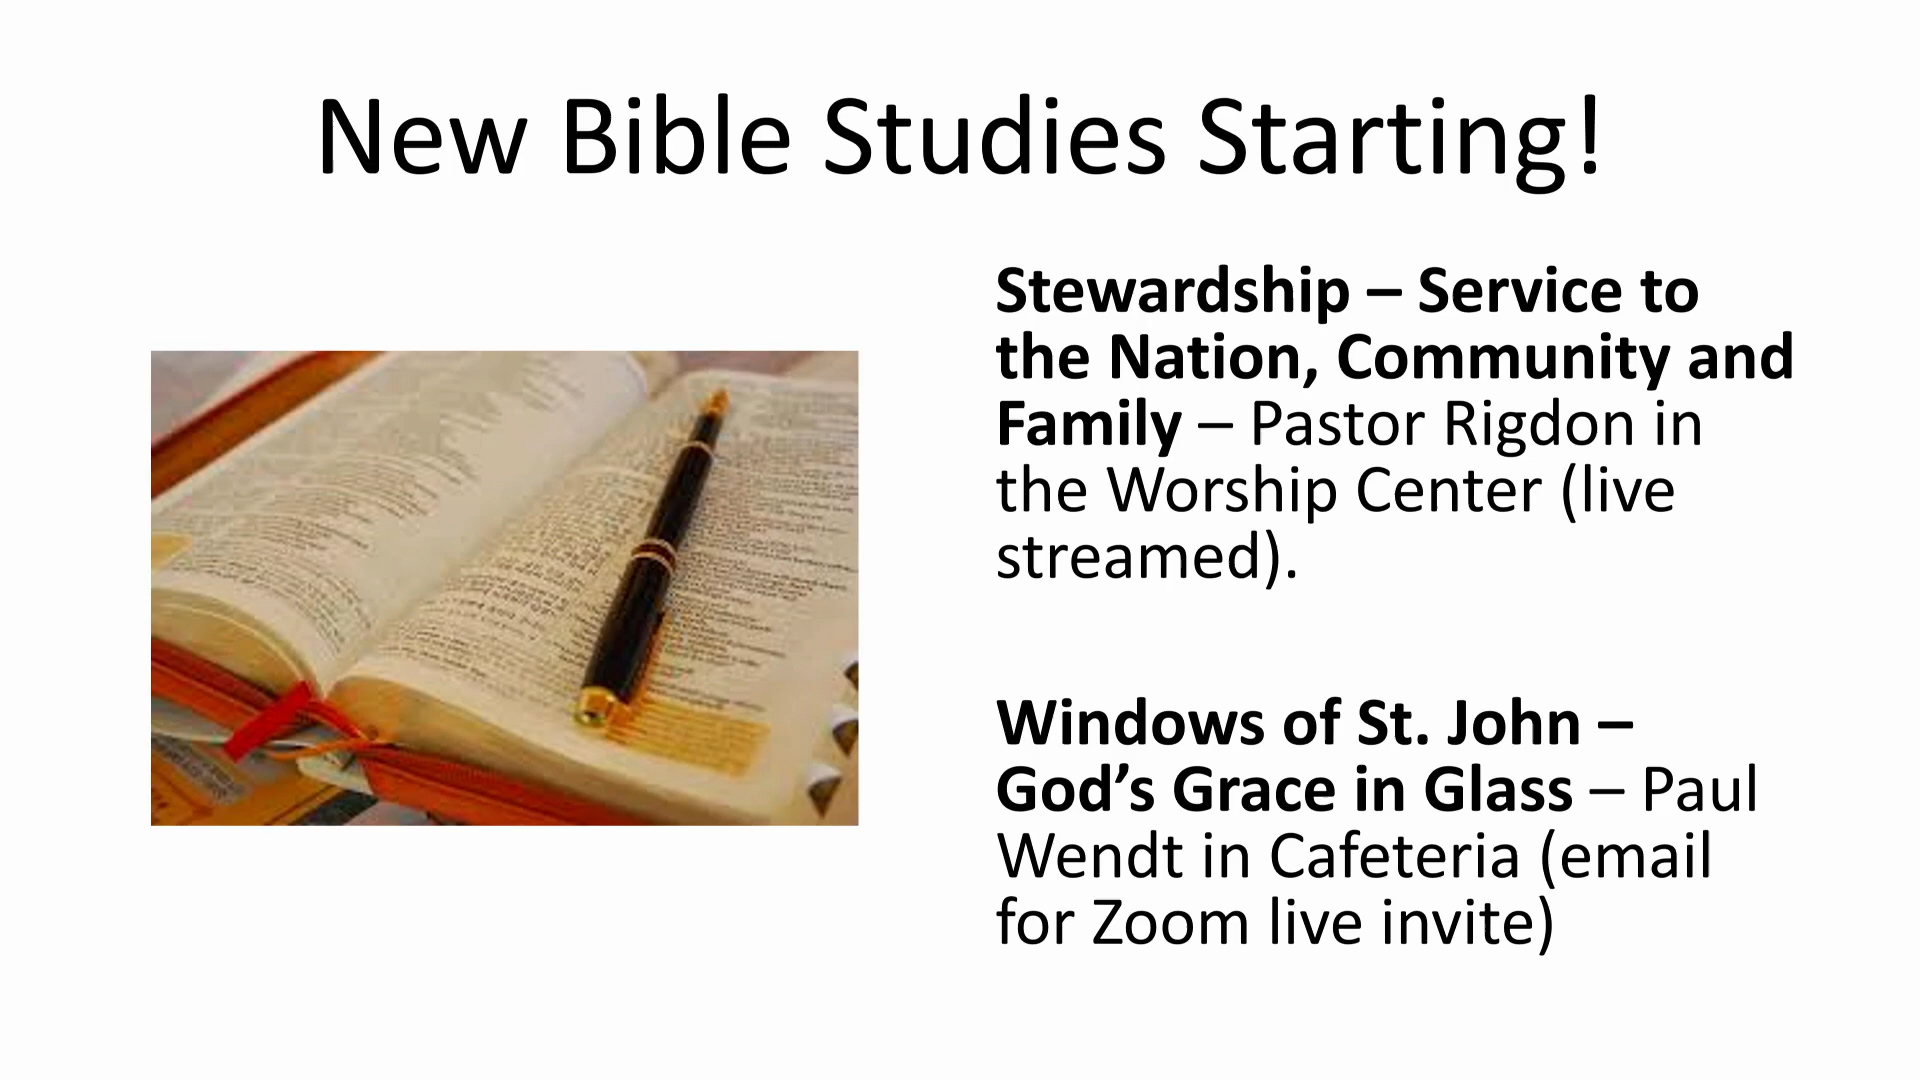 New Bible Studies Starting!
Stewardship – Service to
the Nation, Community and
Family – Pastor Rigdon in
the Worship Center (live
streamed).
Windows of St. John –
God’s Grace in Glass – Paul
Wendt in Cafeteria (email
for Zoom live invite)